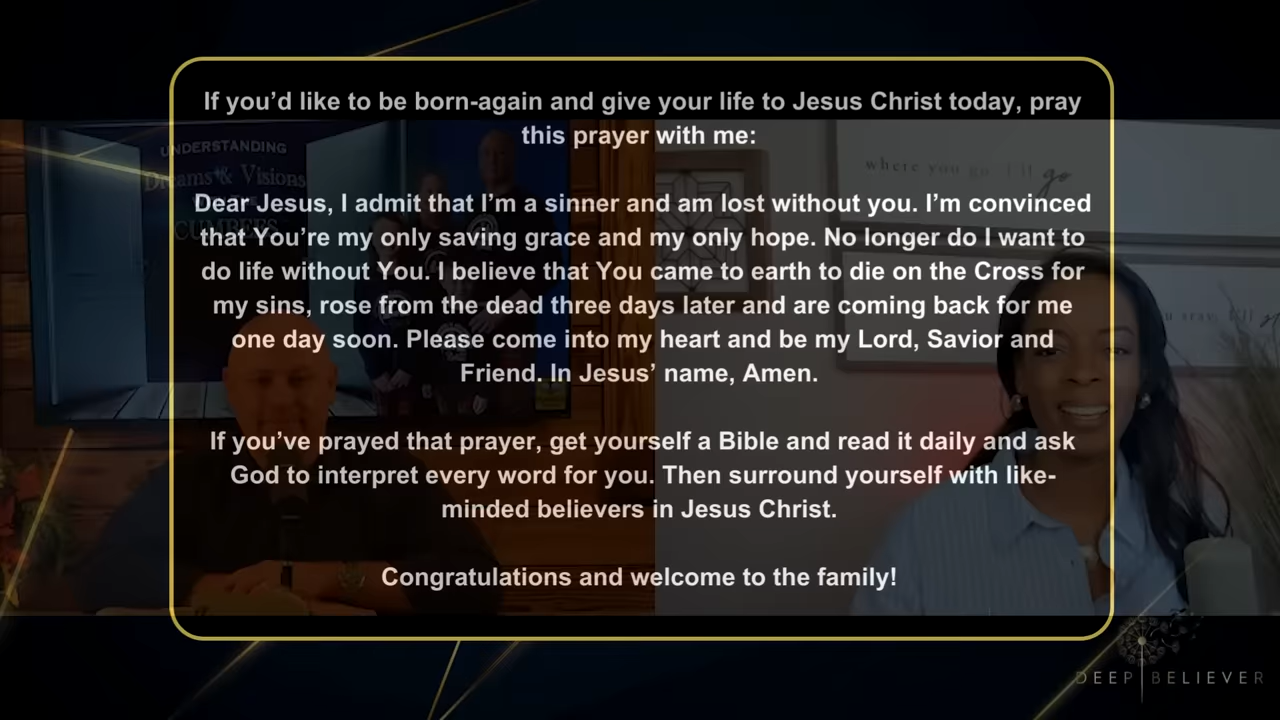 If you’d like to be born-again and give your life to Jesus Christ today, pray
this prayer with me:
Dear Jesus, I admit that I’m a sinner and am lost without you. I’m convinced
that You’re my only saving grace and my only hope. No longer do I want to
do life without You. I believe that You came to earth to die on the Cross for
my sins, rose from the dead three days later and are coming back for me
one day soon. Please come into my heart and be my Lord, Savior and
Friend. In Jesus’ name, Amen.
If you’ve prayed that prayer, get yourself a Bible and read it daily and ask
God to interpret every word for you. Then surround yourself with like-
minded believers in Jesus Christ.
Congratulations and welcome to the family!
UNDERSTANDING
Dreams & Visions
where you go I'll go
DEEP BELIEVER